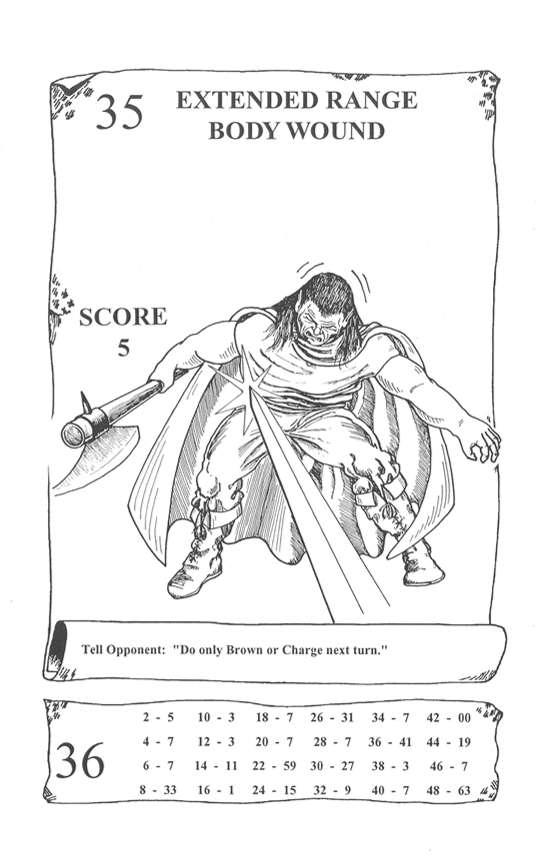 35
EXTENDED RANGE
BODY WOUND
SCORE
5
Tell Opponent: "Do only Brown or Charge next turn."
36
2 - 5 10 - 3 18 - 7 26 - 31 34 - 7 42 - 00
4 - 7 12 - 3 20 - 7 28 - 7 36 - 41 44 - 19
6 - 7 14 - 11 22 - 59 30 - 27 38 - 3 46 - 7
8 - 33 16 - 1 24 - 15 32 - 9 40 - 7 48 - 63